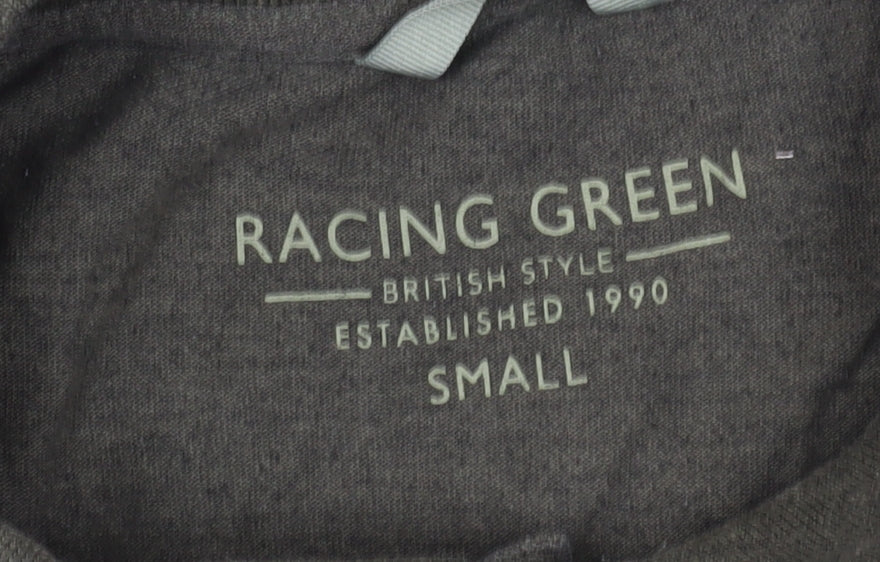 RACING GREEN
BRITISH STYLE
ESTABLISHED 1990
SMALL